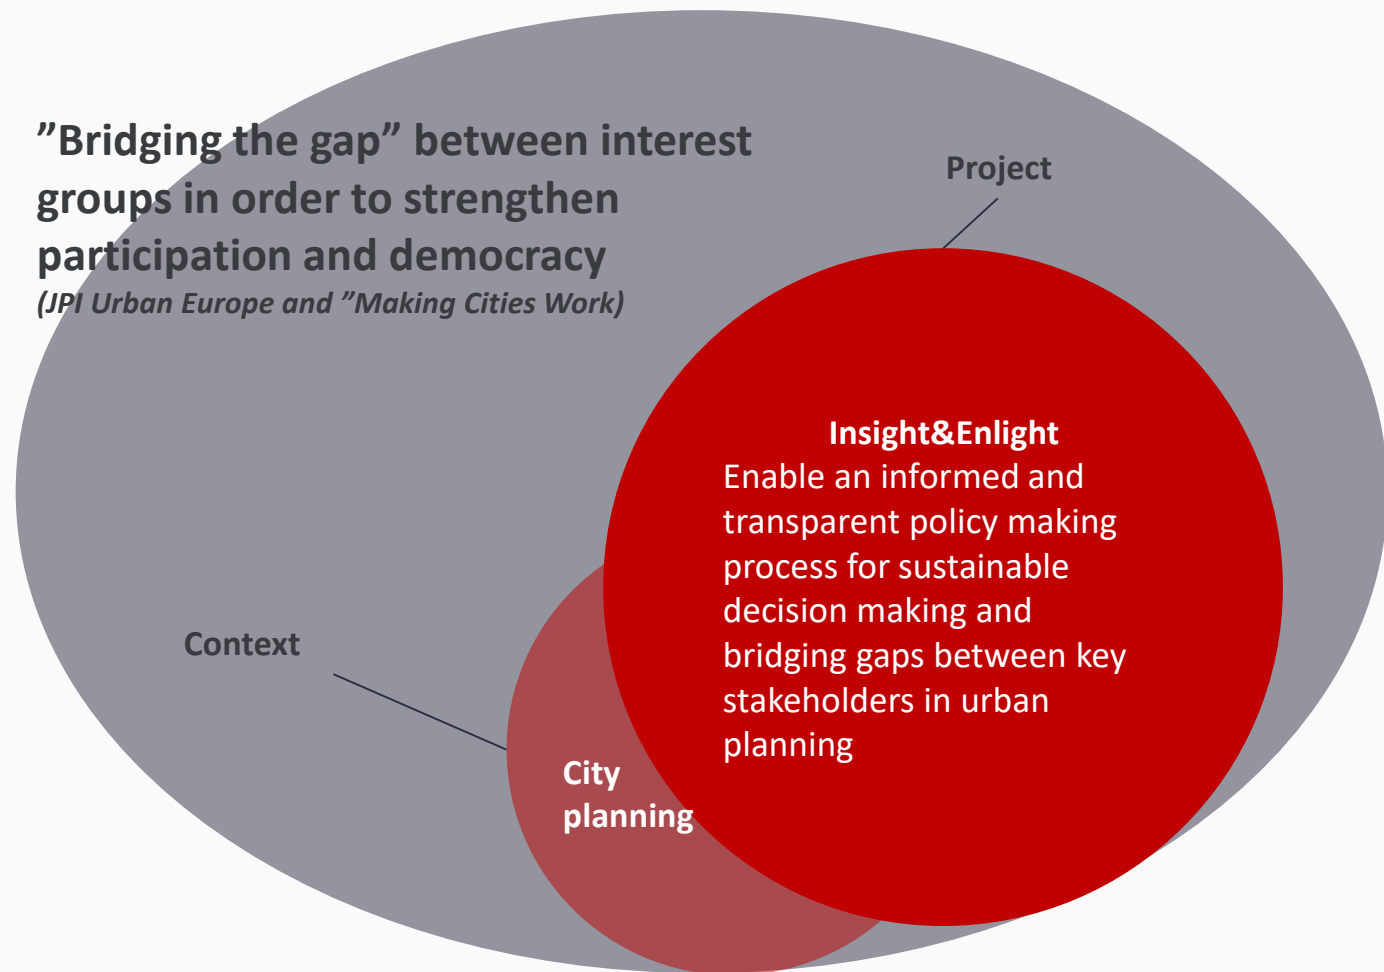 ”Bridging the gap” between interest
groups in order to strengthen
participation and democracy
(JPI Urban Europe and ”Making Cities Work)
Project
Insight&Enlight
Enable an informed and
transparent policy making
process for sustainable
decision making and
bridging gaps between key
stakeholders in urban
planning
Context
City
planning